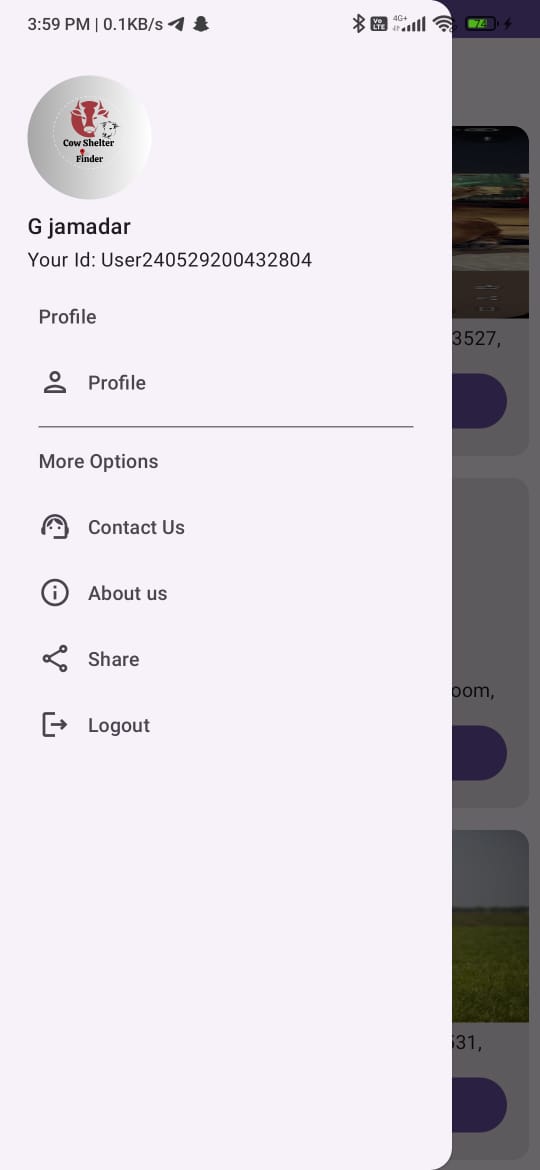 3:59 PM | 0.1KB/s
Vo
LTE
4G+
74
Cow Shelter
Finder
G jamadar
Your Id: User240529200432804
3527,
Profile
Profile
More Options
Contact Us
About us
Share
oom,
Logout
531,